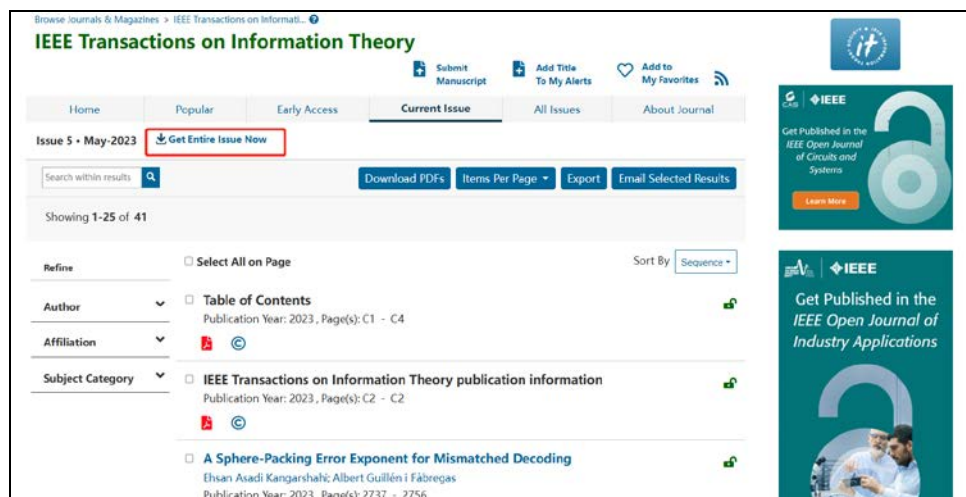 Browse Journals & Magazines > IEEE Transactions on Informati...
IEEE Transactions on Information Theory
Submit
Manuscript
Add Title
To My Alerts
Add to
My Favorites
Home
Popular
Early Access
Current Issue
All Issues
About Journal
Issue 5 • May-2023
Get Entire Issue Now
Search within results
Download PDFs
Items Per Page
Export
Email Selected Results
Showing 1-25 of 41
Refine
Select All on Page
Sort By
Sequence
Author
Affiliation
Subject Category
Table of Contents
Publication Year: 2023, Page(s): C1 - C4
IEEE Transactions on Information Theory publication information
Publication Year: 2023, Page(s): C2 - C2
A Sphere-Packing Error Exponent for Mismatched Decoding
Ehsan Asadi Kangarshahi; Albert Guillén i Fàbregas
Publication Year: 2023, Page(s): 2737 - 2756
it
CAS
IEEE
Get Published in the
IEEE Open Journal
of Circuits and
Systems
Learn More
IEEE
Get Published in the
IEEE Open Journal of
Industry Applications